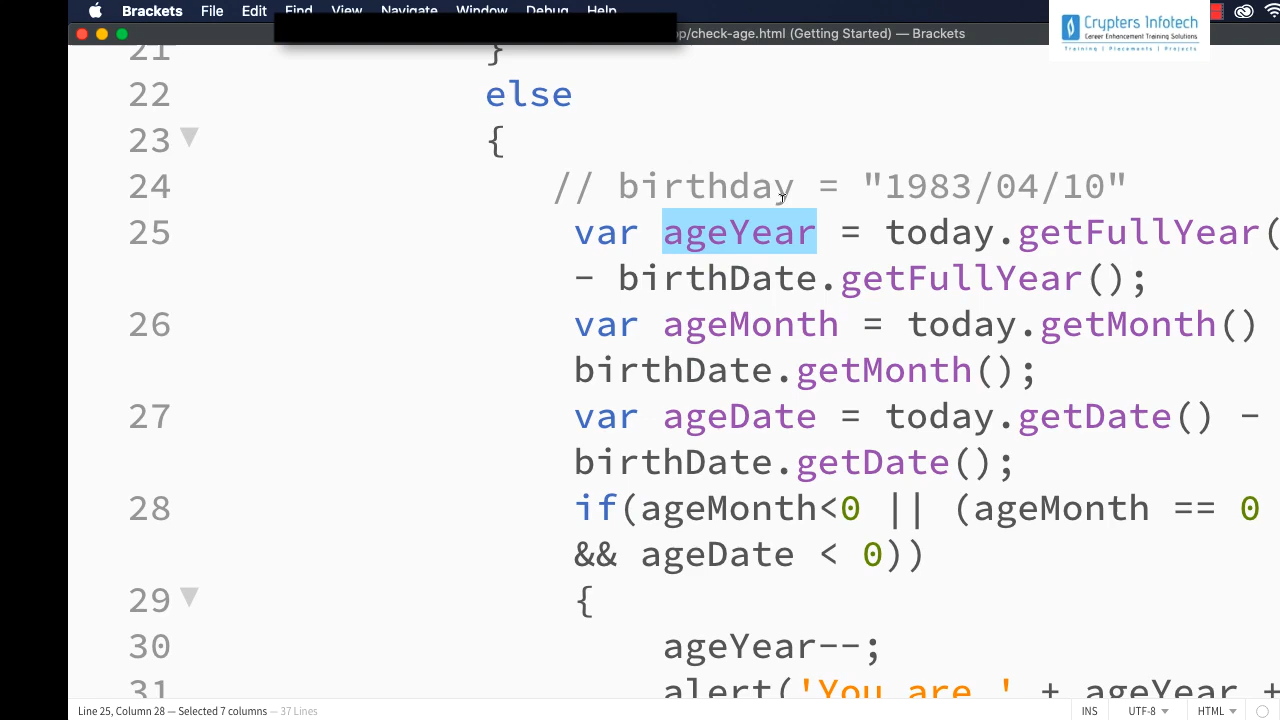 Brackets File Edit Find View Navigate Window Debug Help
p/check-age.html (Getting Started) — Brackets
Crypters Infotech
Career Enhancement Training Solutions
Training | Placements | Projects
21 }
22 else
23 {
24 // birthday = "1983/04/10"
25 var ageYear = today.getFullYear(
- birthDate.getFullYear();
26 var ageMonth = today.getMonth()
birthDate.getMonth();
27 var ageDate = today.getDate() -
birthDate.getDate();
28 if(ageMonth<0 || (ageMonth == 0
&& ageDate < 0))
29 {
30 ageYear--;
31 alert('You are ' + ageYear +
Line 25, Column 28 — Selected 7 columns — 37 Lines
INS UTF-8 HTML